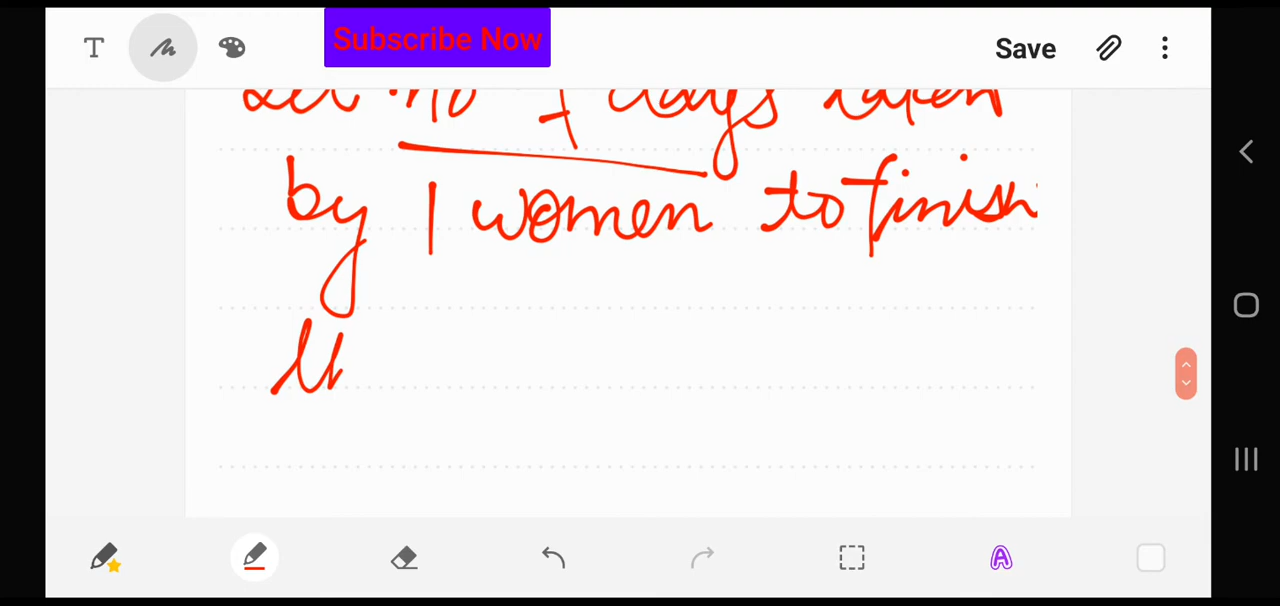 T Subscribe Now Save
Let no of days taken
by 1 women to finish
A